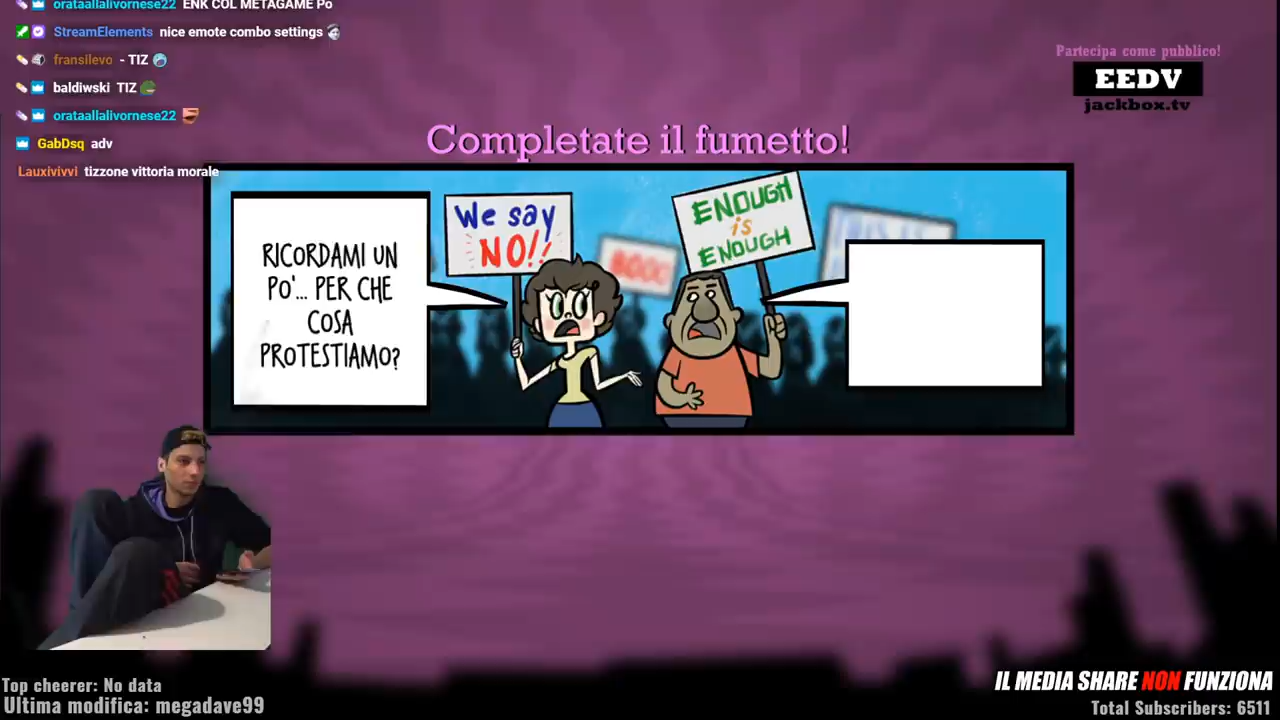 orataallalivornese22 ENK COL METAGAME Po
StreamElements nice emote combo settings
fransilevo - TIZ
baldiwski TIZ
orataallalivornese22
GabDsq adv
Lauxivivvi tizzone vittoria morale
Partecipa come pubblico!
EEDV
jackbox.tv
Completate il fumetto!
RICORDAMI UN
PO'... PER CHE
COSA
PROTESTIAMO?
We say
NO!!
BOOO
ENOUGH
is
ENOUGH
Top cheerer: No data
Ultima modifica: megadave99
IL MEDIA SHARE NON FUNZIONA
Total Subscribers: 6511